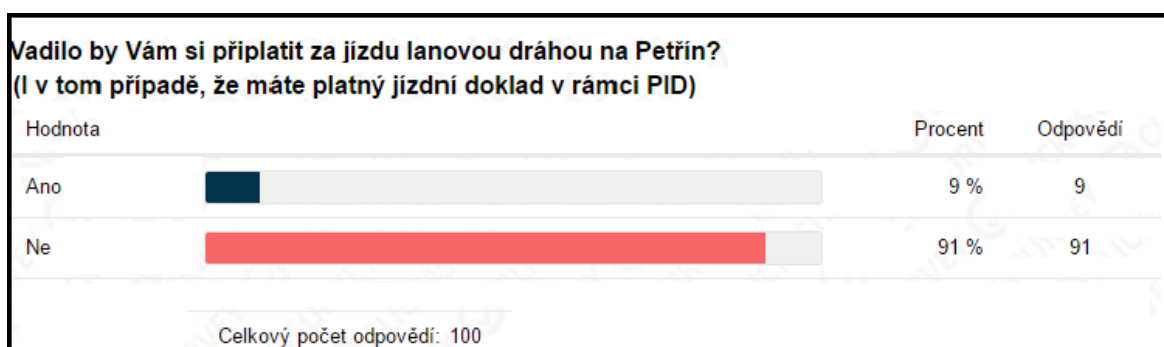 Vadilo by Vám si připlatit za jízdu lanovou dráhou na Petřín?
(I v tom případě, že máte platný jízdní doklad v rámci PID)
Hodnota Procent Odpovědí
Ano 9 % 9
Ne 91 % 91
Celkový počet odpovědí: 100